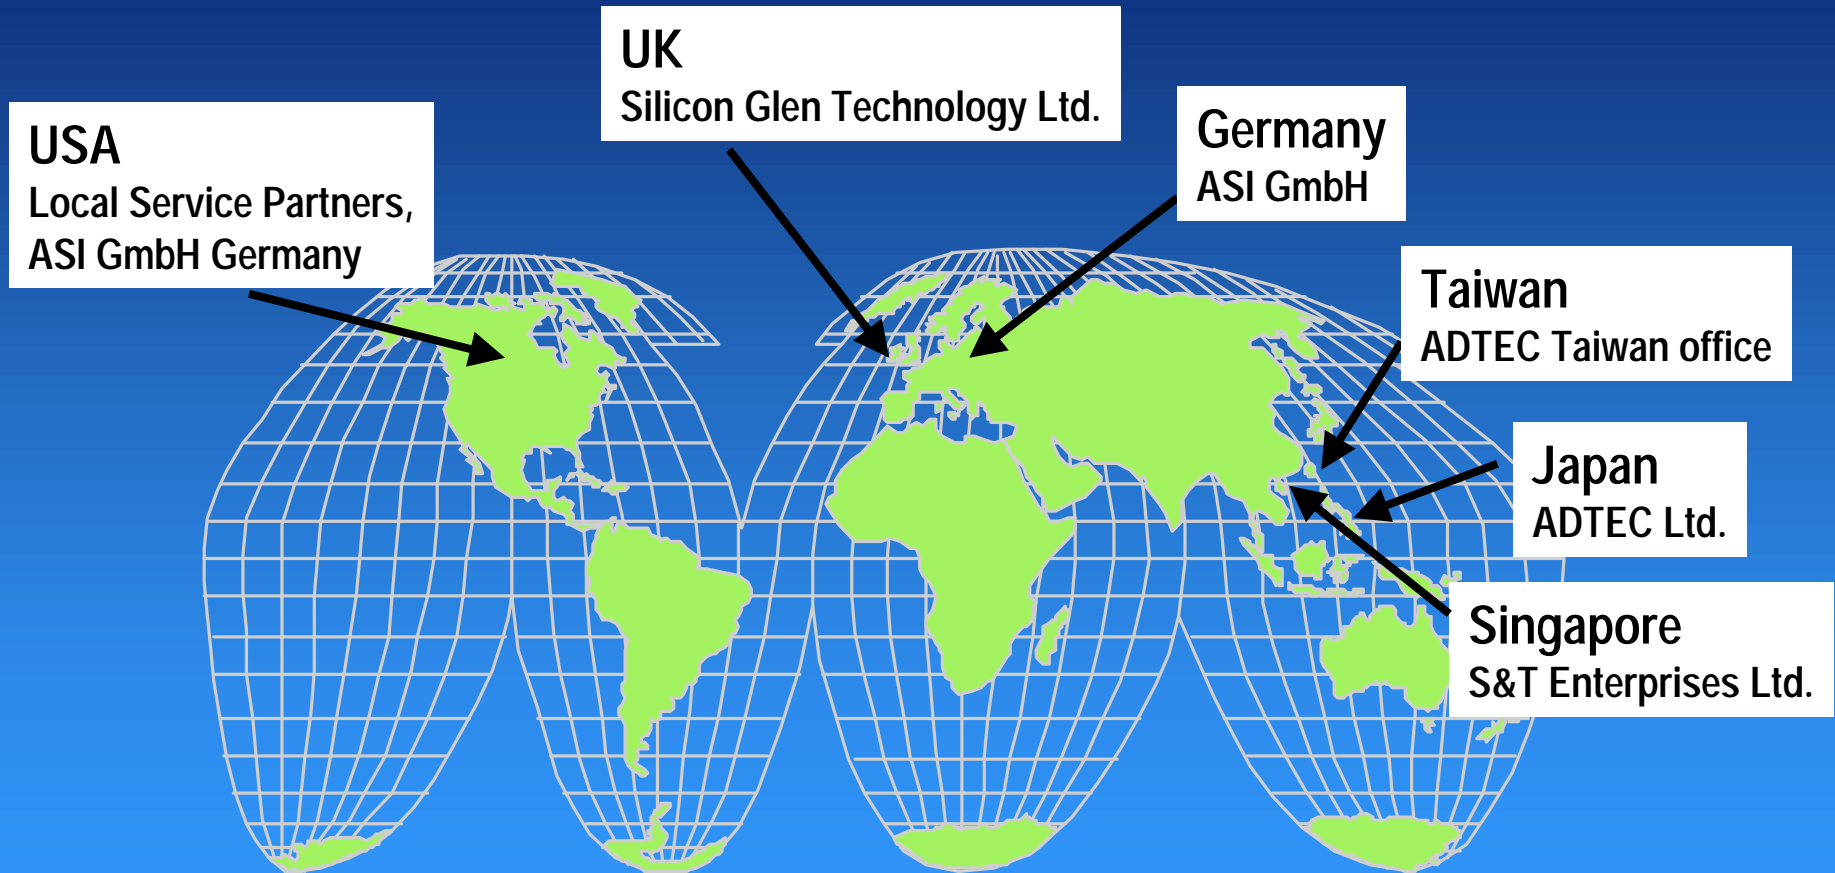 UK
Silicon Glen Technology Ltd.
USA
Local Service Partners,
ASI GmbH Germany
Germany
ASI GmbH
Taiwan
ADTEC Taiwan office
Japan
ADTEC Ltd.
Singapore
S&T Enterprises Ltd.